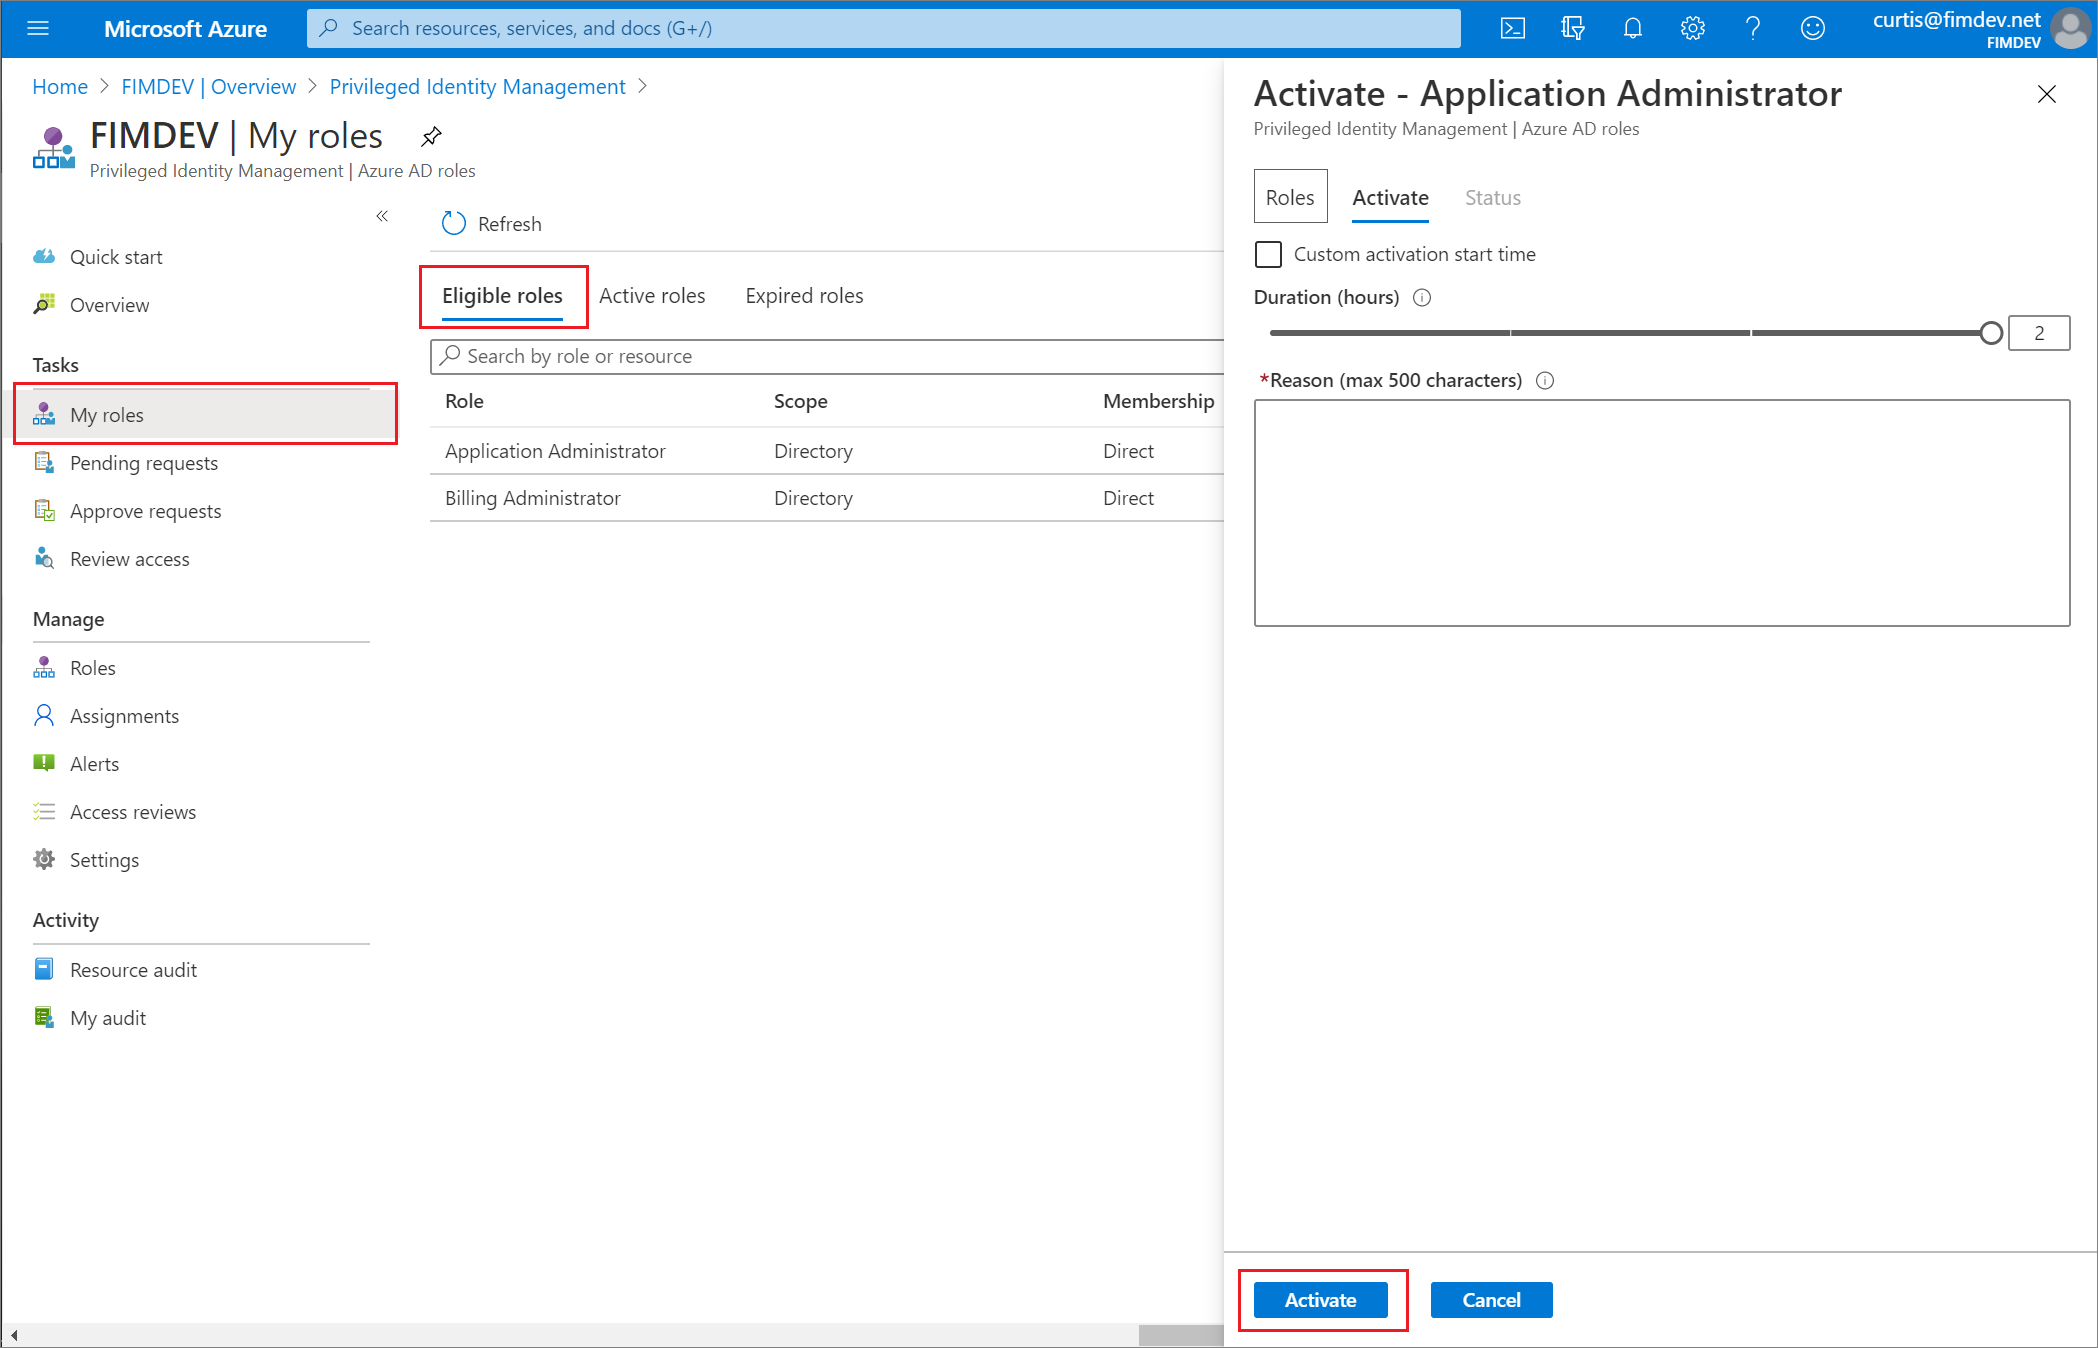 Microsoft Azure
Search resources, services, and docs (G+/)
curtis@fimdev.net
FIMDEV
Home > FIMDEV | Overview > Privileged Identity Management >
FIMDEV | My roles
Privileged Identity Management | Azure AD roles
«
Quick start
Overview
Tasks
My roles
Pending requests
Approve requests
Review access
Manage
Roles
Assignments
Alerts
Access reviews
Settings
Activity
Resource audit
My audit
Refresh
Eligible roles Active roles Expired roles
Search by role or resource
Role Scope Membership
Application Administrator Directory Direct
Billing Administrator Directory Direct
Activate - Application Administrator
Privileged Identity Management | Azure AD roles
Roles Activate Status
Custom activation start time
Duration (hours)
2
*Reason (max 500 characters)
Activate Cancel